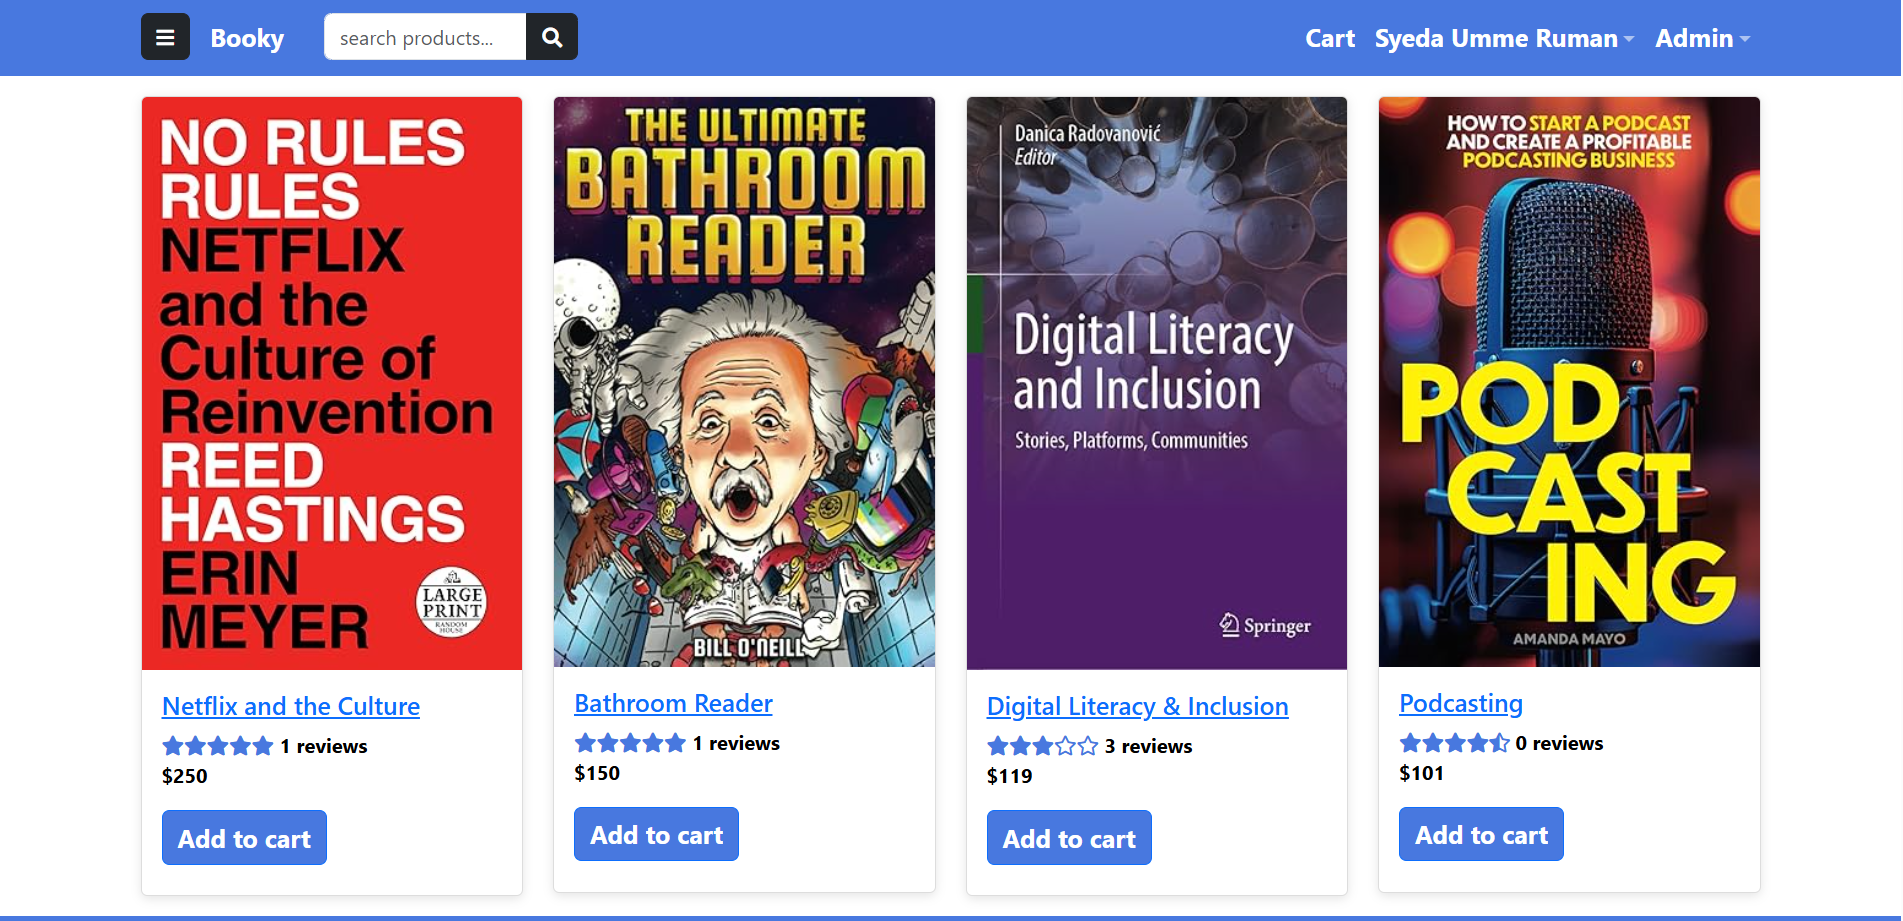 Booky
search products...
Cart
Syeda Umme Ruman
Admin
NO RULES
RULES
NETFLIX
and the
Culture of
Reinvention
REED
HASTINGS
ERIN
MEYER
LARGE
PRINT
RANDOM
HOUSE
Netflix and the Culture
1 reviews
$250
Add to cart
THE ULTIMATE
BATHROOM
READER
BILL O'NEILL
Bathroom Reader
1 reviews
$150
Add to cart
Danica Radovanović
Editor
Digital Literacy
and Inclusion
Stories, Platforms, Communities
Springer
Digital Literacy & Inclusion
3 reviews
$119
Add to cart
HOW TO START A PODCAST
AND CREATE A PROFITABLE
PODCASTING BUSINESS
POD
CAST
ING
AMANDA MAYO
Podcasting
0 reviews
$101
Add to cart